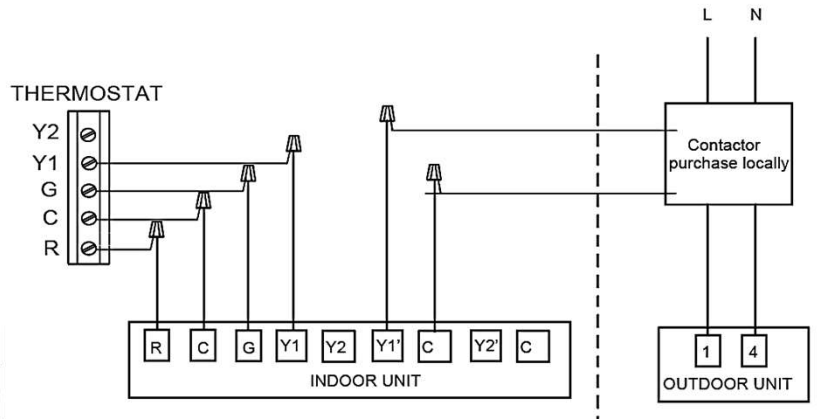 L N
THERMOSTAT
Y2
Y1
G
C
R
Contactor
purchase locally
R C G Y1 Y2 Y1' C Y2' C
INDOOR UNIT
1 4
OUTDOOR UNIT